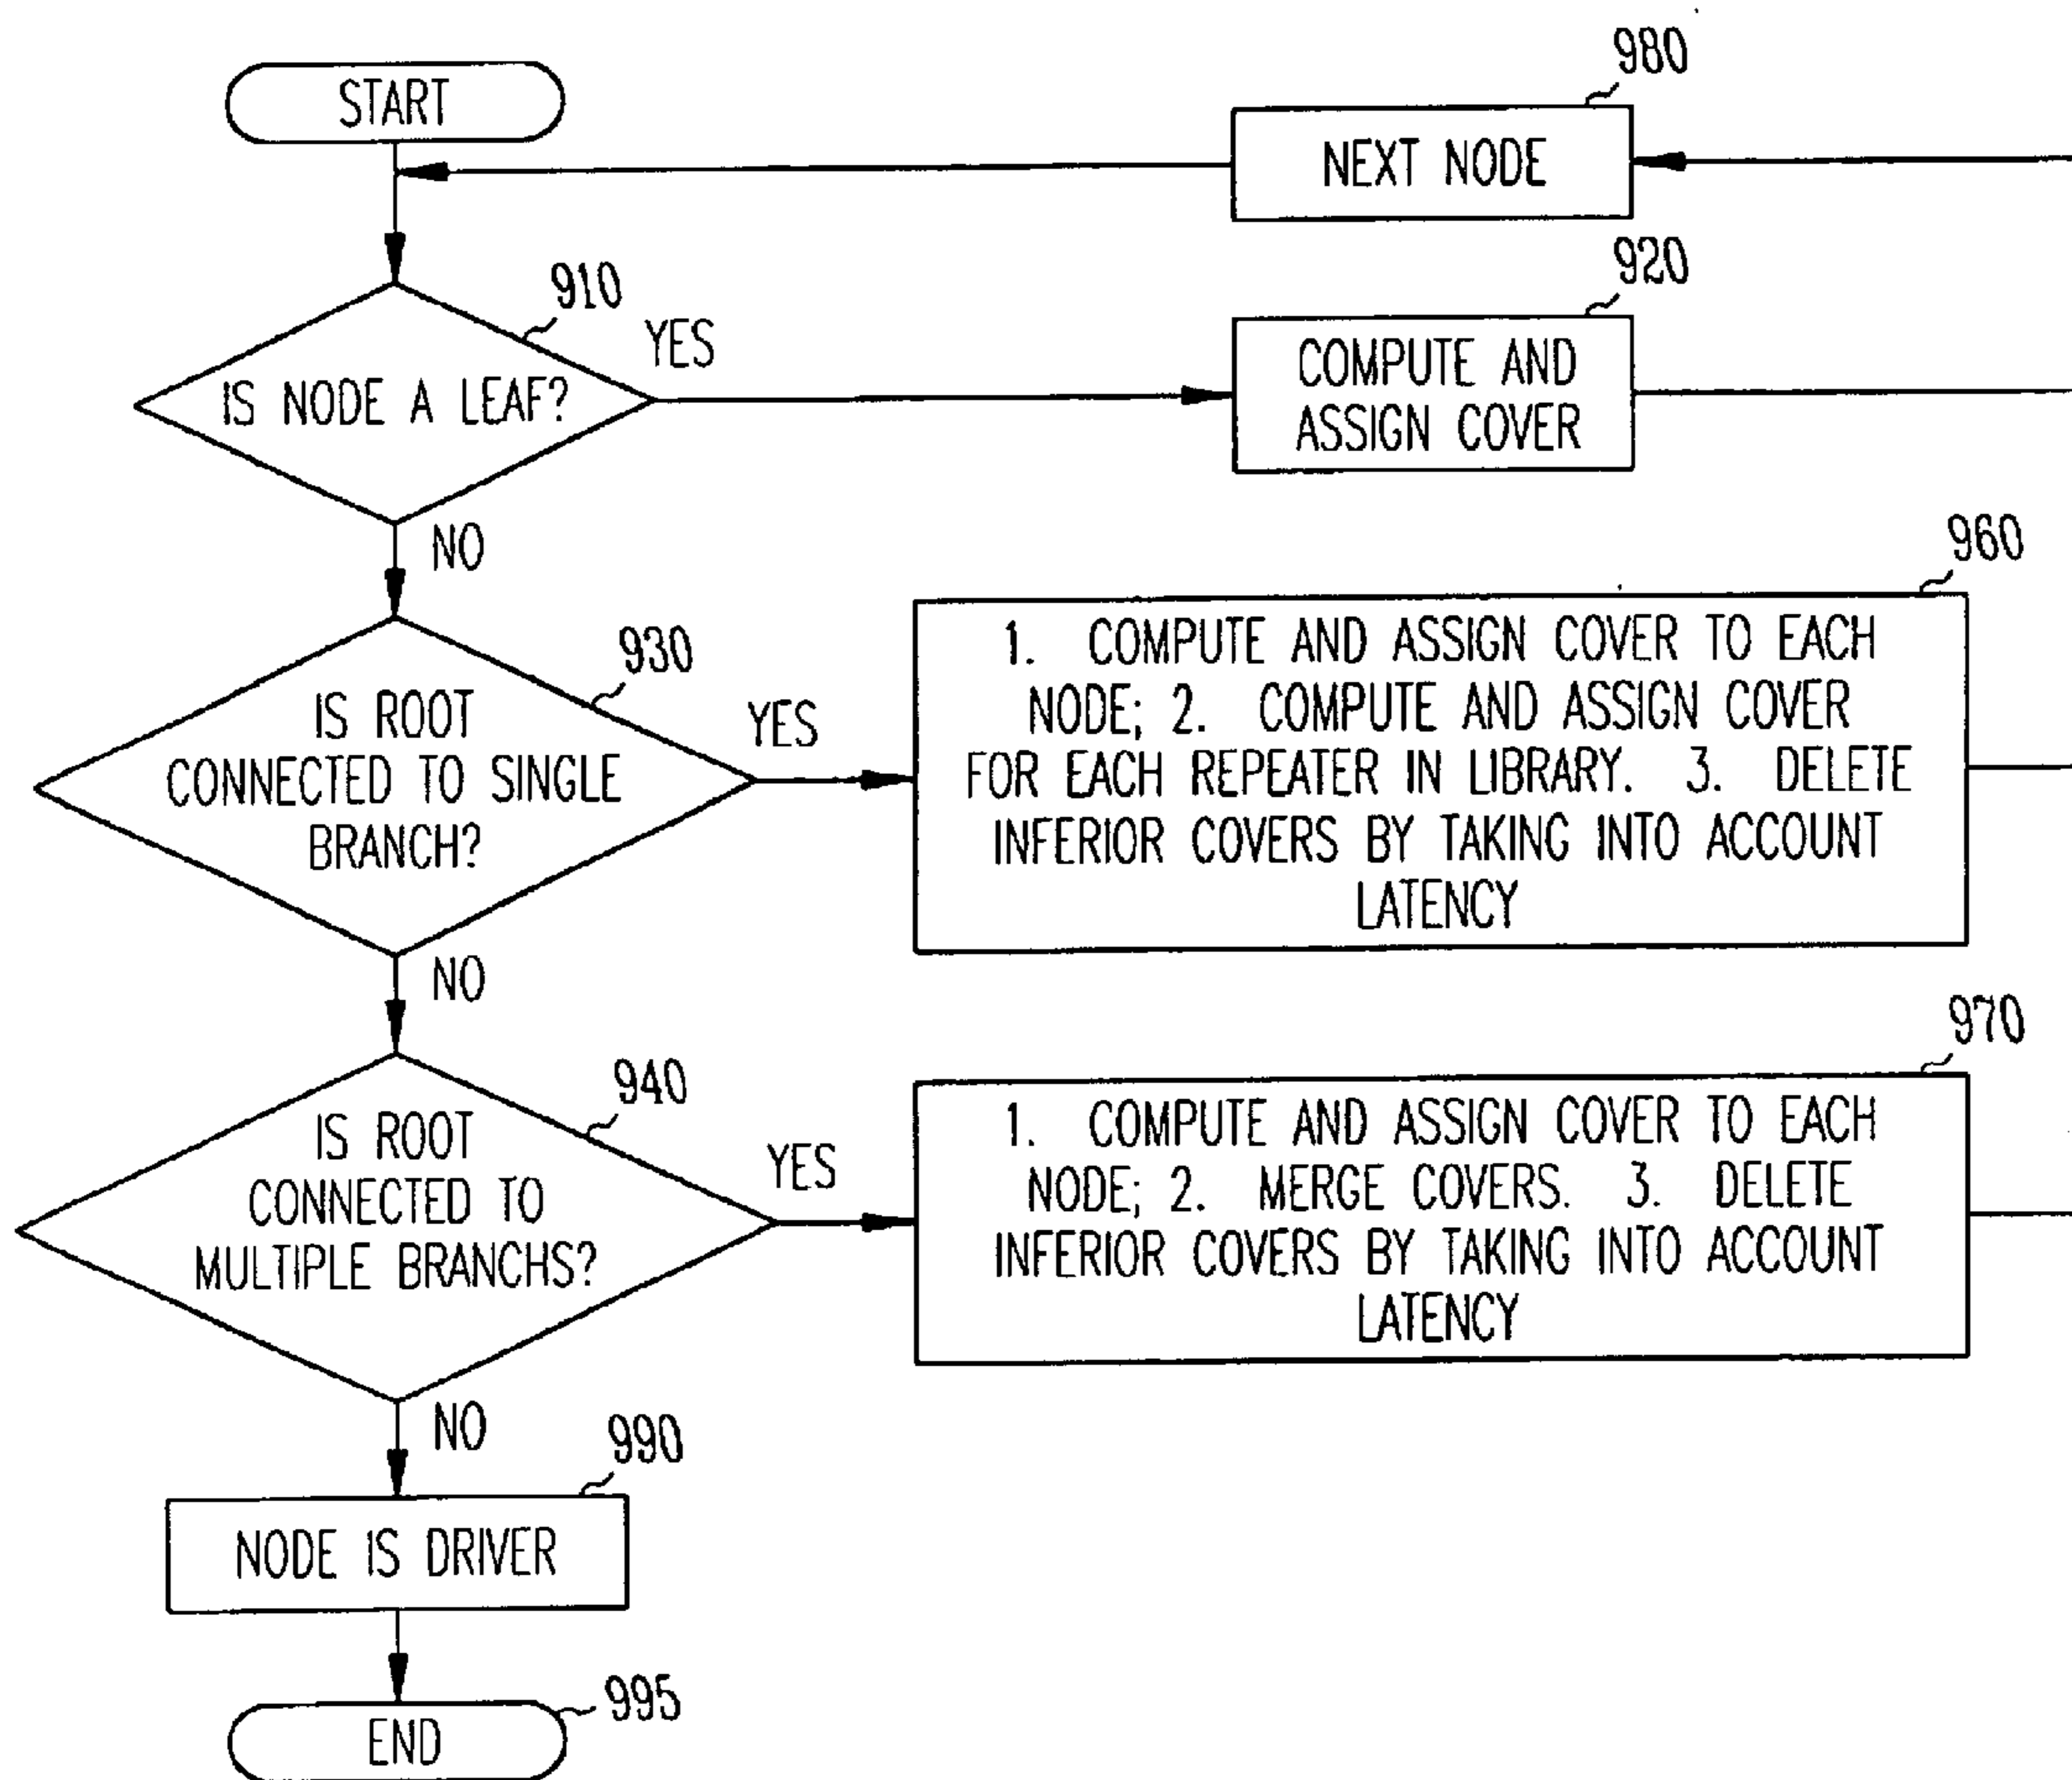 START
980
NEXT NODE
910
YES
IS NODE A LEAF?
920
COMPUTE AND
ASSIGN COVER
NO
930
IS ROOT
CONNECTED TO SINGLE
BRANCH?
YES
960
1. COMPUTE AND ASSIGN COVER TO EACH
NODE; 2. COMPUTE AND ASSIGN COVER
FOR EACH REPEATER IN LIBRARY. 3. DELETE
INFERIOR COVERS BY TAKING INTO ACCOUNT
LATENCY
NO
940
IS ROOT
CONNECTED TO
MULTIPLE BRANCHS?
YES
970
1. COMPUTE AND ASSIGN COVER TO EACH
NODE; 2. MERGE COVERS. 3. DELETE
INFERIOR COVERS BY TAKING INTO ACCOUNT
LATENCY
NO
990
NODE IS DRIVER
END
995